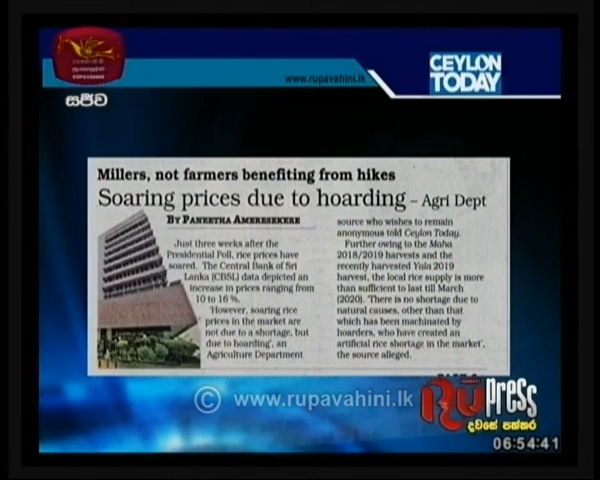 RUPAVAHINI
සජීව
www.rupavahini.lk
CEYLON
TODAY
Millers, not farmers benefiting from hikes
Soaring prices due to hoarding – Agri Dept
BY PANEETHA AMERESEKERE
Just three weeks after the
Presidential Poll, rice prices have
soared. The Central Bank of Sri
Lanka (CBSL) data depicted an
increase in prices ranging from
10 to 16 %.
'However, soaring rice
prices in the market are
not due to a shortage, but
due to hoarding', an
Agriculture Department
source who wishes to remain
anonymous told Ceylon Today.
Further owing to the Maha
2018/2019 harvests and the
recently harvested Yala 2019
harvest, the local rice supply is more
than sufficient to last till March
(2020). 'There is no shortage due to
natural causes, other than that
which has been machinated by
hoarders, who have created an
artificial rice shortage in the market',
the source alleged.
© www.rupavahini.lk
Press
දවසේ පත්තර
06:54:41